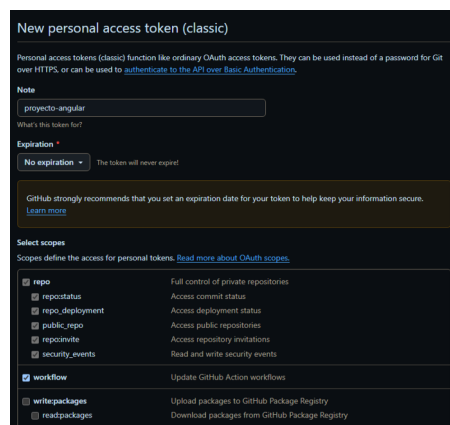 New personal access token (classic)
Personal access tokens (classic) function like ordinary OAuth access tokens. They can be used instead of a password for Git
over HTTPS, or can be used to authenticate to the API over Basic Authentication.
Note
proyecto-angular
What's this token for?
Expiration *
No expiration The token will never expire!
GitHub strongly recommends that you set an expiration date for your token to help keep your information secure.
Learn more
Select scopes
Scopes define the access for personal tokens. Read more about OAuth scopes.
repo Full control of private repositories
repo:status Access commit status
repo_deployment Access deployment status
public_repo Access public repositories
repo:invite Access repository invitations
security_events Read and write security events
workflow Update GitHub Action workflows
write:packages Upload packages to GitHub Package Registry
read:packages Download packages from GitHub Package Registry